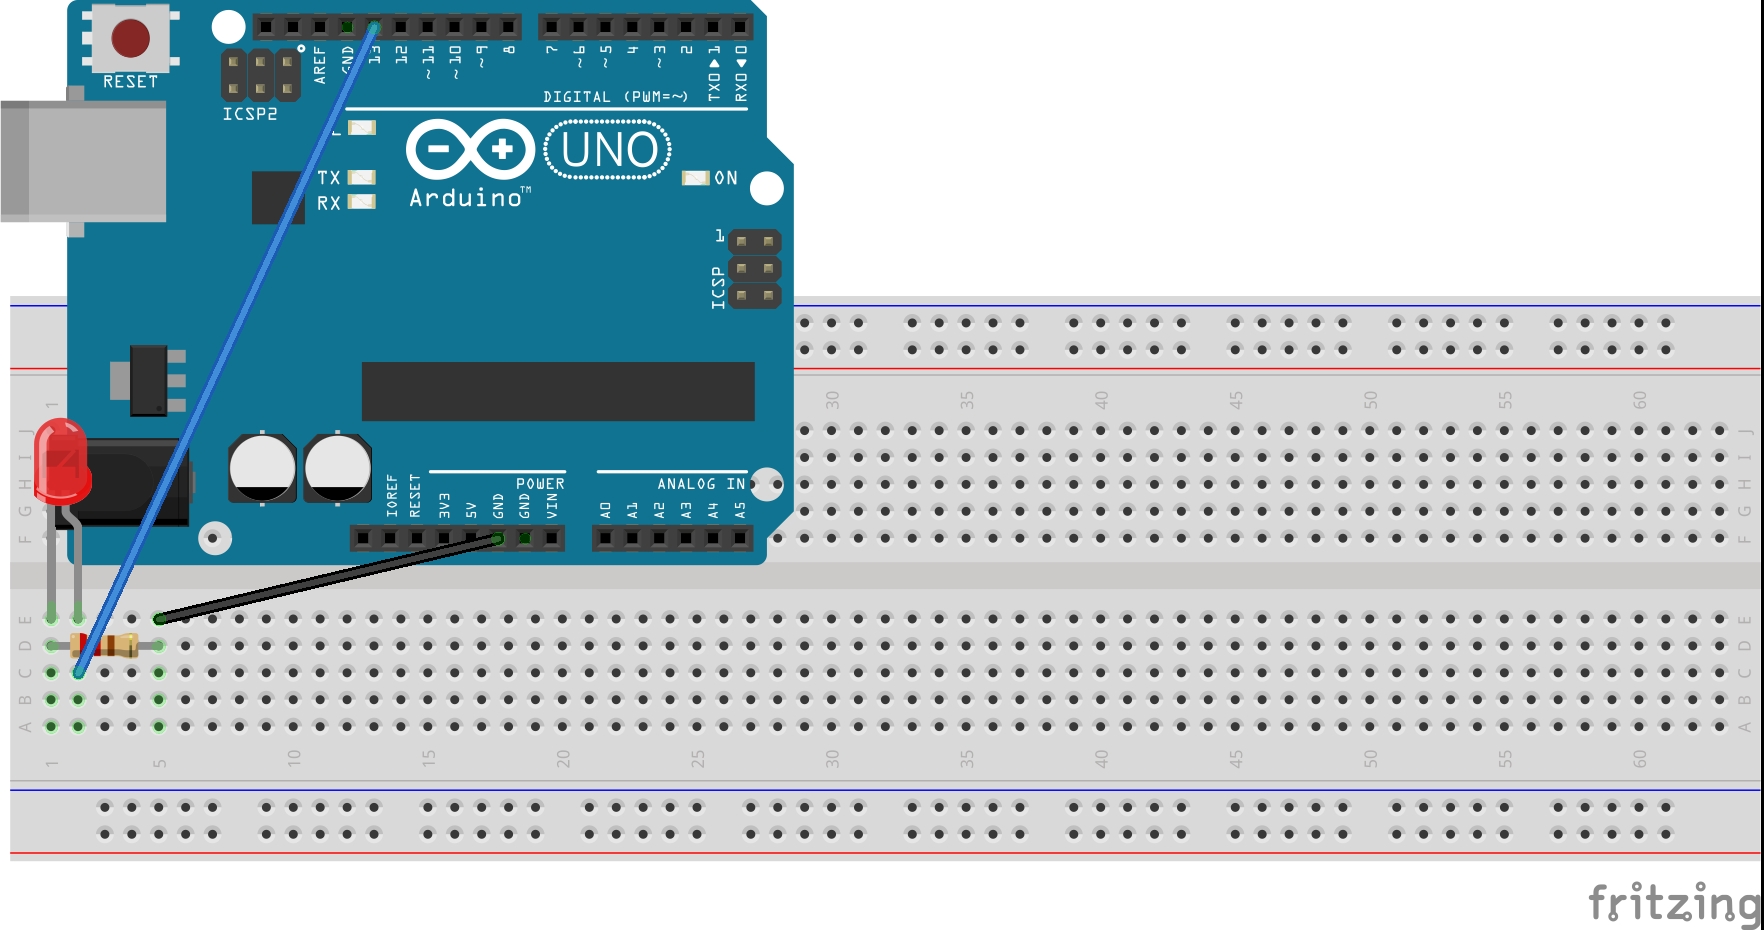 RESET
ICSP2
AREF
GND
13
12
~11
~10
~9
8
7
~6
~5
4
~3
2
TX0▶1
RX0◀0
DIGITAL (PWM=~)
TX
RX
Arduino™
UNO
ON
1
ICSP
IOREF
RESET
3V3
5V
GND
GND
VIN
POWER
A0
A1
A2
A3
A4
A5
ANALOG IN
1
30
35
40
45
50
55
60
J
I
H
G
F
J
I
H
G
F
E
D
C
B
A
E
D
C
B
A
1
5
10
15
20
25
30
35
40
45
50
55
60
fritzing